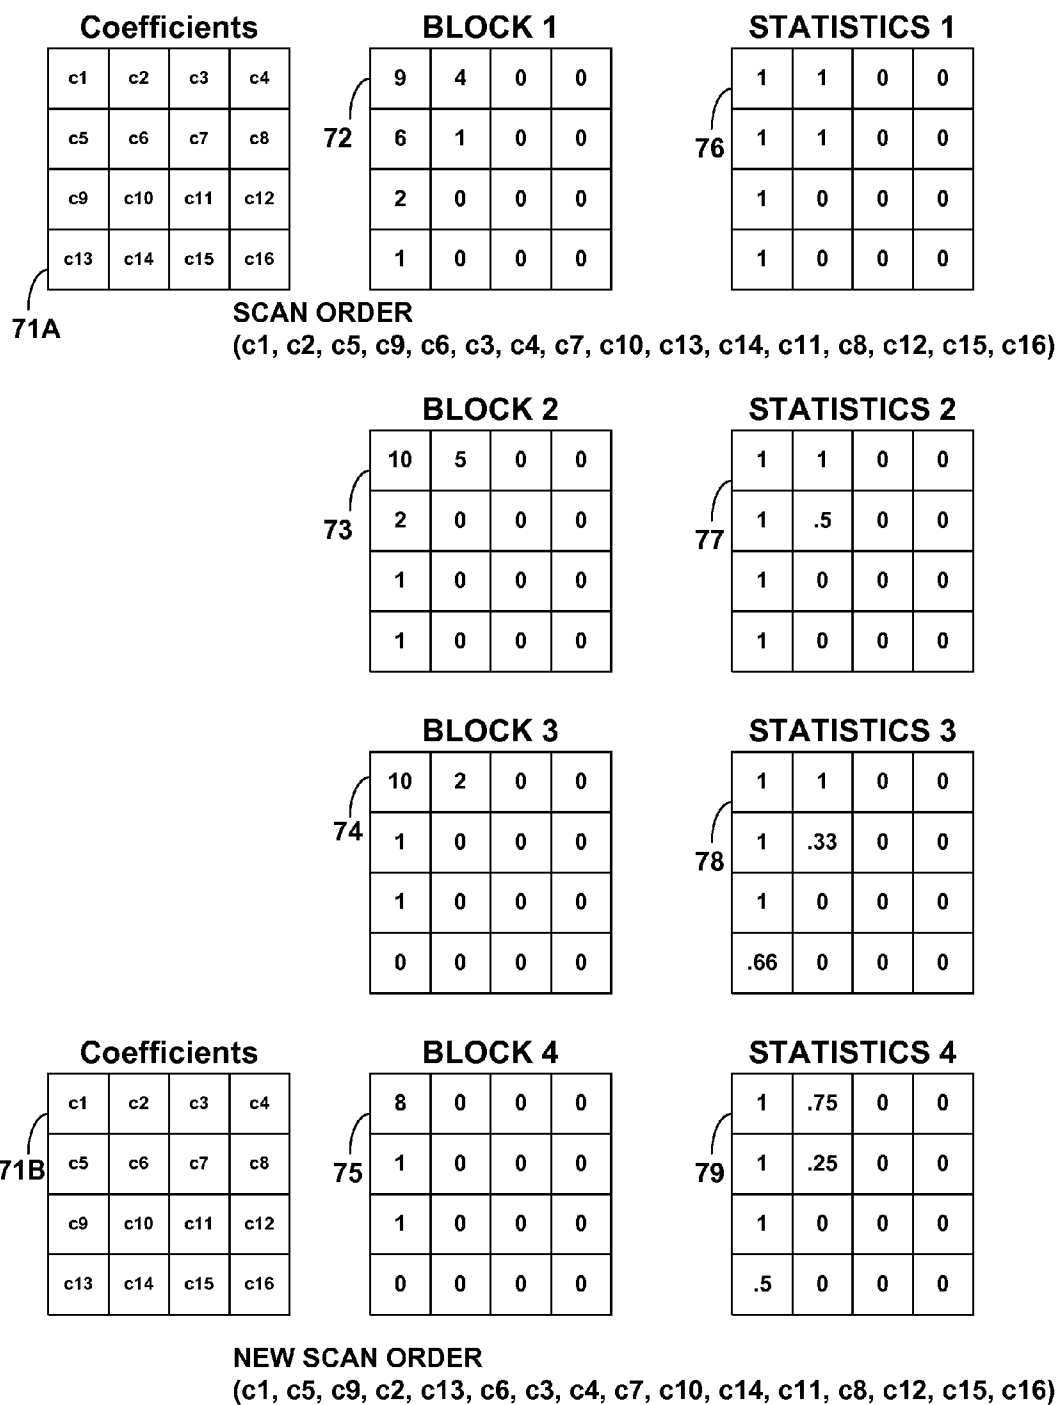 Coefficients BLOCK 1 STATISTICS 1
c1 c2 c3 c4 9 4 0 0 1 1 0 0
72 76
c5 c6 c7 c8 6 1 0 0 1 1 0 0
c9 c10 c11 c12 2 0 0 0 1 0 0 0
c13 c14 c15 c16 1 0 0 0 1 0 0 0
71A
SCAN ORDER
(c1, c2, c5, c9, c6, c3, c4, c7, c10, c13, c14, c11, c8, c12, c15, c16)
BLOCK 2 STATISTICS 2
10 5 0 0 1 1 0 0
73 77
2 0 0 0 1 .5 0 0
1 0 0 0 1 0 0 0
1 0 0 0 1 0 0 0
BLOCK 3 STATISTICS 3
10 2 0 0 1 1 0 0
74 78
1 0 0 0 1 .33 0 0
1 0 0 0 1 0 0 0
0 0 0 0 .66 0 0 0
Coefficients BLOCK 4 STATISTICS 4
c1 c2 c3 c4 8 0 0 0 1 .75 0 0
71B 75 79
c5 c6 c7 c8 1 0 0 0 1 .25 0 0
c9 c10 c11 c12 1 0 0 0 1 0 0 0
c13 c14 c15 c16 0 0 0 0 .5 0 0 0
NEW SCAN ORDER
(c1, c5, c9, c2, c13, c6, c3, c4, c7, c10, c14, c11, c8, c12, c15, c16)